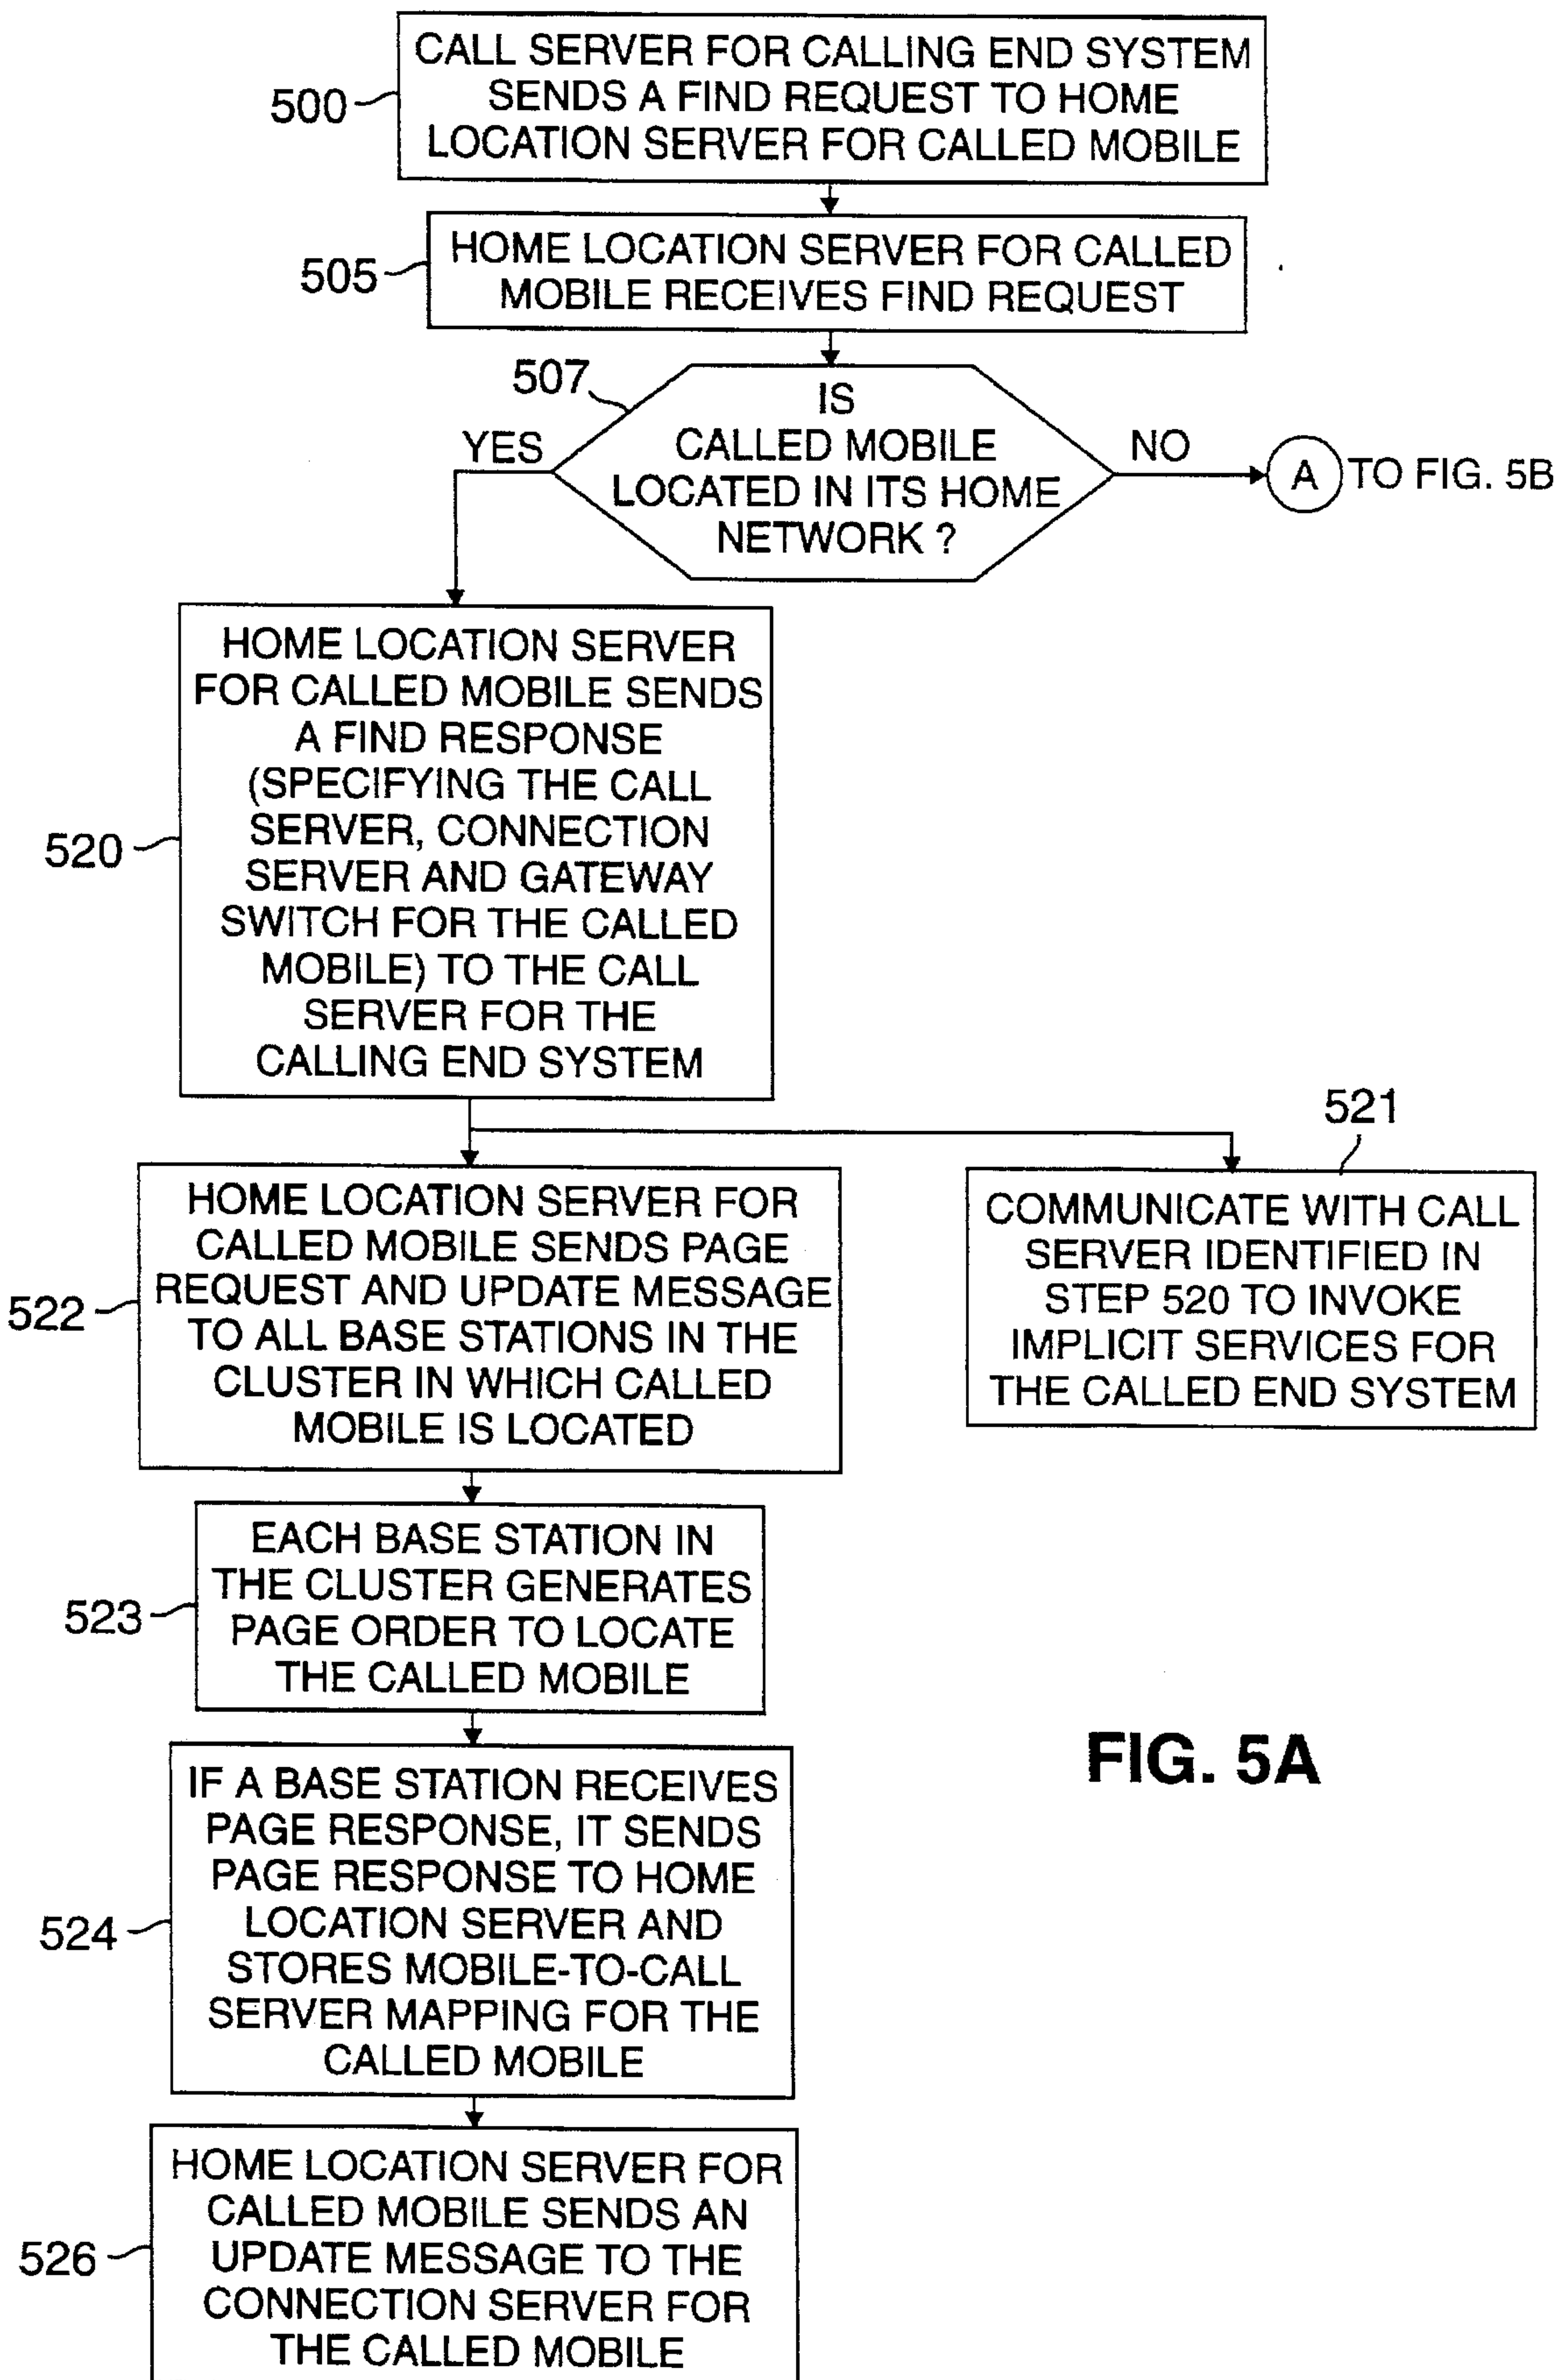 CALL SERVER FOR CALLING END SYSTEM
SENDS A FIND REQUEST TO HOME
LOCATION SERVER FOR CALLED MOBILE
500
HOME LOCATION SERVER FOR CALLED
MOBILE RECEIVES FIND REQUEST
505
507
IS
CALLED MOBILE
LOCATED IN ITS HOME
NETWORK ?
YES
NO
A
TO FIG. 5B
HOME LOCATION SERVER
FOR CALLED MOBILE SENDS
A FIND RESPONSE
(SPECIFYING THE CALL
SERVER, CONNECTION
SERVER AND GATEWAY
SWITCH FOR THE CALLED
MOBILE) TO THE CALL
SERVER FOR THE
CALLING END SYSTEM
520
521
COMMUNICATE WITH CALL
SERVER IDENTIFIED IN
STEP 520 TO INVOKE
IMPLICIT SERVICES FOR
THE CALLED END SYSTEM
HOME LOCATION SERVER FOR
CALLED MOBILE SENDS PAGE
REQUEST AND UPDATE MESSAGE
TO ALL BASE STATIONS IN THE
CLUSTER IN WHICH CALLED
MOBILE IS LOCATED
522
EACH BASE STATION IN
THE CLUSTER GENERATES
PAGE ORDER TO LOCATE
THE CALLED MOBILE
523
IF A BASE STATION RECEIVES
PAGE RESPONSE, IT SENDS
PAGE RESPONSE TO HOME
LOCATION SERVER AND
STORES MOBILE-TO-CALL
SERVER MAPPING FOR THE
CALLED MOBILE
524
HOME LOCATION SERVER FOR
CALLED MOBILE SENDS AN
UPDATE MESSAGE TO THE
CONNECTION SERVER FOR
THE CALLED MOBILE
526
FIG. 5A